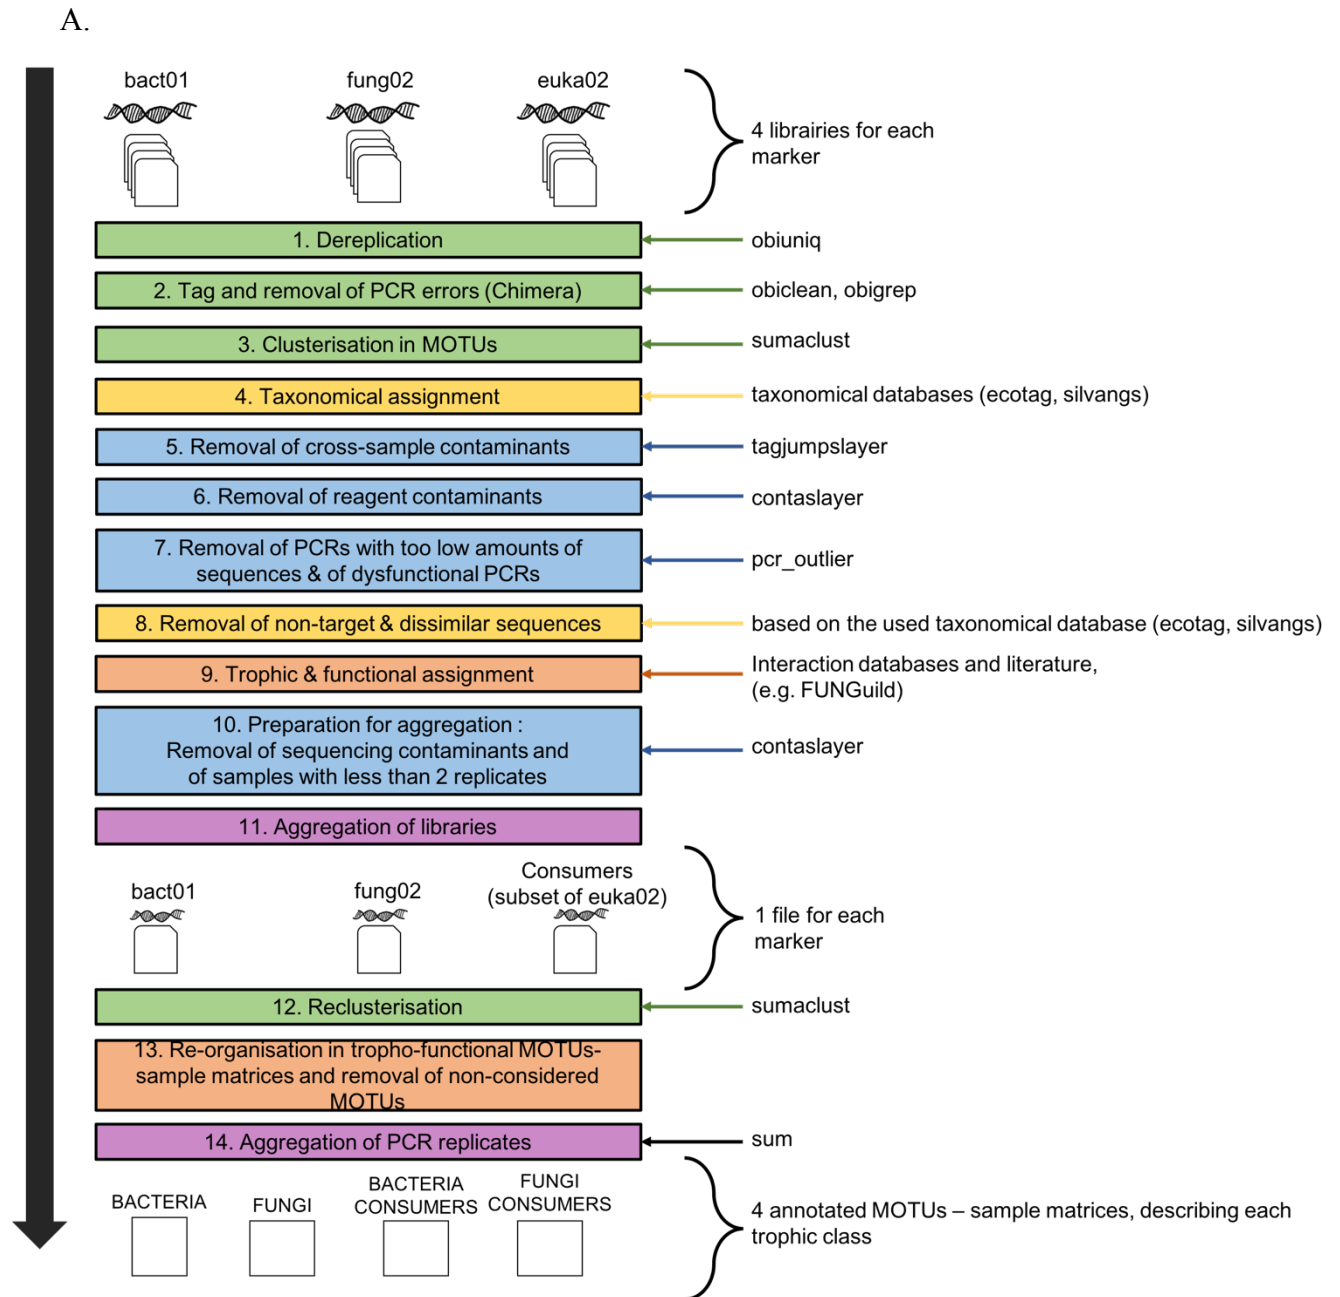 A.
bact01
fung02
euka02
4 librairies for each
marker
1. Dereplication
obiuniq
2. Tag and removal of PCR errors (Chimera)
obiclean, obigrep
3. Clusterisation in MOTUs
sumaclust
4. Taxonomical assignment
taxonomical databases (ecotag, silvangs)
5. Removal of cross-sample contaminants
tagjumpslayer
6. Removal of reagent contaminants
contaslayer
7. Removal of PCRs with too low amounts of
sequences & of dysfunctional PCRs
pcr_outlier
8. Removal of non-target & dissimilar sequences
based on the used taxonomical database (ecotag, silvangs)
9. Trophic & functional assignment
Interaction databases and literature,
(e.g. FUNGuild)
10. Preparation for aggregation :
Removal of sequencing contaminants and
of samples with less than 2 replicates
contaslayer
11. Aggregation of libraries
bact01
fung02
Consumers
(subset of euka02)
1 file for each
marker
12. Reclusterisation
sumaclust
13. Re-organisation in tropho-functional MOTUs-
sample matrices and removal of non-considered
MOTUs
14. Aggregation of PCR replicates
sum
BACTERIA
FUNGI
BACTERIA
CONSUMERS
FUNGI
CONSUMERS
4 annotated MOTUs – sample matrices, describing each
trophic class